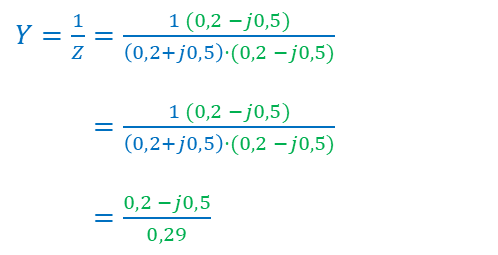 Y = 1/Z = 1 (0,2 −j0,5) / (0,2+j0,5)·(0,2 −j0,5)
= 1 (0,2 −j0,5) / (0,2+j0,5)·(0,2 −j0,5)
= 0,2 −j0,5 / 0,29